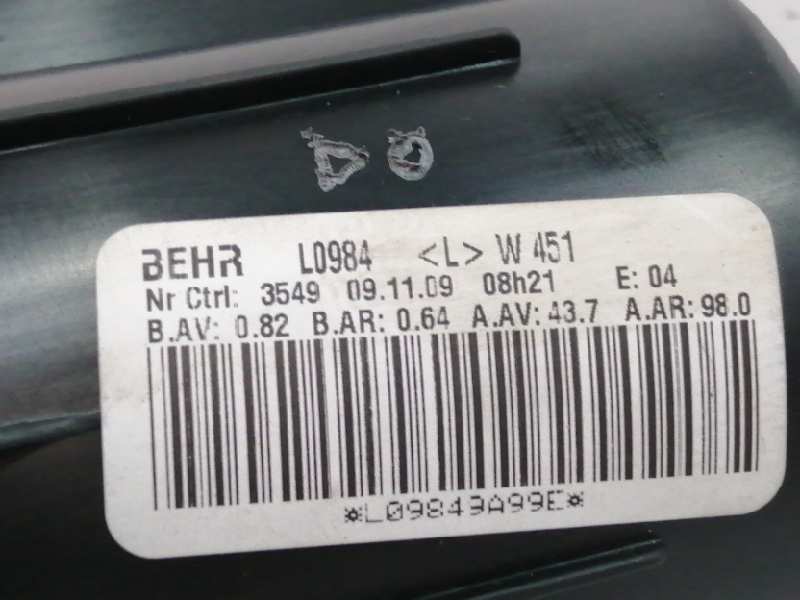 BEHR L0984 <L> W 451
Nr Ctrl: 3549 09.11.09 08h21 E: 04
B.AV: 0.82 B.AR: 0.64 A.AV: 43.7 A.AR: 98.0
*L09849A99E*